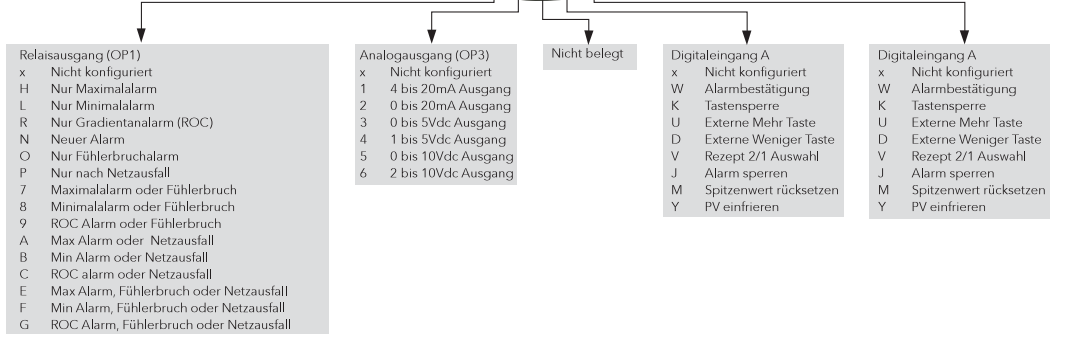 Relaisausgang (OP1)
x Nicht konfiguriert
H Nur Maximalalarm
L Nur Minimalalarm
R Nur Gradientanalarm (ROC)
N Neuer Alarm
O Nur Fühlerbruchalarm
P Nur nach Netzausfall
7 Maximalalarm oder Fühlerbruch
8 Minimalalarm oder Fühlerbruch
9 ROC Alarm oder Fühlerbruch
A Max Alarm oder Netzausfall
B Min Alarm oder Netzausfall
C ROC alarm oder Netzausfall
E Max Alarm, Fühlerbruch oder Netzausfall
F Min Alarm, Fühlerbruch oder Netzausfall
G ROC Alarm, Fühlerbruch oder Netzausfall
Analogausgang (OP3)
x Nicht konfiguriert
1 4 bis 20mA Ausgang
2 0 bis 20mA Ausgang
3 0 bis 5Vdc Ausgang
4 1 bis 5Vdc Ausgang
5 0 bis 10Vdc Ausgang
6 2 bis 10Vdc Ausgang
Nicht belegt
Digitaleingang A
x Nicht konfiguriert
W Alarmbestätigung
K Tastensperre
U Externe Mehr Taste
D Externe Weniger Taste
V Rezept 2/1 Auswahl
J Alarm sperren
M Spitzenwert rücksetzen
Y PV einfrieren
Digitaleingang A
x Nicht konfiguriert
W Alarmbestätigung
K Tastensperre
U Externe Mehr Taste
D Externe Weniger Taste
V Rezept 2/1 Auswahl
J Alarm sperren
M Spitzenwert rücksetzen
Y PV einfrieren